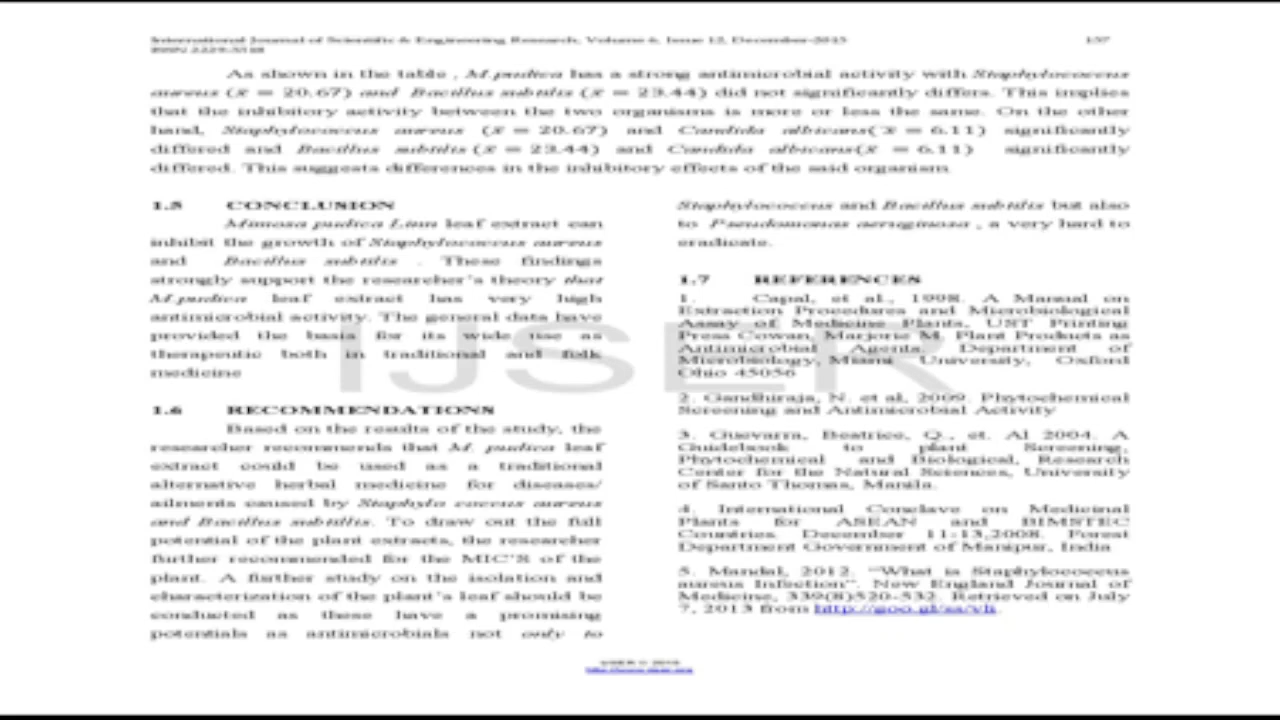 International Journal of Scientific & Engineering Research, Volume 6, Issue 12, December-2015 137
ISSN 2229-5518
As shown in the table , M.pudica has a strong antimicrobial activity with Staphylococcus
aureus (x̄ = 20.67) and Bacillus subtilis (x̄ = 23.44) did not significantly differs. This implies
that the inhibitory activity between the two organisms is more or less the same. On the other
hand, Staphylococcus aureus (x̄ = 20.67) and Candida albicans( x̄ = 6.11) significantly
differed and Bacillus subtilis (x̄ = 23.44) and Candida albicans(x̄ = 6.11) significantly
differed. This suggests differences in the inhibitory effects of the said organism
1.5 CONCLUSION
Mimosa pudica Linn leaf extract can
inhibit the growth of Staphylococcus aureus
and Bacillus subtilis . These findings
strongly support the researcher's theory that
M.pudica leaf extract has very high
antimicrobial activity. The general data have
provided the basis for its wide use as
therapeutic both in traditional and folk
medicine
1.6 RECOMMENDATIONS
Based on the results of the study, the
researcher recommends that M. pudica leaf
extract could be used as a traditional
alternative herbal medicine for diseases/
ailments caused by Staphylo coccus aureus
and Bacillus subtillis. To draw out the full
potential of the plant extracts, the researcher
further recommended for the MIC'S of the
plant. A further study on the isolation and
characterization of the plant's leaf should be
conducted as these have a promising
potentials as antimicrobials not only to
Staphylococcus and Bacillus subtilis but also
to Pseudomonas aeruginosa , a very hard to
eradicate.
1.7 REFERENCES
1. Capal, et al., 1998. A Manual on
Extraction Procedures and Microbiological
Assay of Medicine Plants, UST Printing
Press Cowan, Marjorie M. Plant Products as
Antimicrobial Agents. Department of
Microbiology, Miami University, Oxford
Ohio 45056
2. Gandhiraja, N. et al, 2009. Phytochemical
Screening and Antimicrobial Activity
3. Guevarra, Beatrice, Q., et. Al 2004. A
Guidebook to plant Screening,
Phytochemical and Biological, Research
Center for the Natural Sciences, University
of Santo Thomas, Manila.
4. International Conclave on Medicinal
Plants for ASEAN and BIMSTEC
Countries December 11-13,2008. Forest
Department Government of Manipur, India
5. Mandal, 2012. "What is Staphylococcus
aureus Infection". New England Journal of
Medicine, 339(8)520-532. Retrieved on July
7, 2013 from
IJSER
IJSER © 2015
http://www.ijser.org